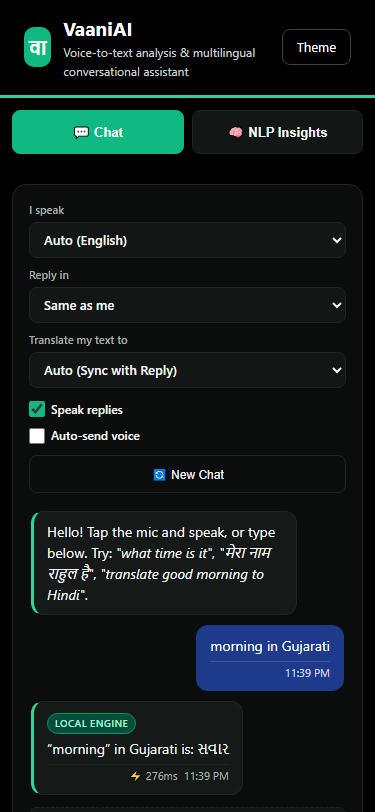 वा
VaaniAI
Voice-to-text analysis & multilingual
conversational assistant
Theme
💬 Chat
🧠 NLP Insights
I speak
Auto (English)
Reply in
Same as me
Translate my text to
Auto (Sync with Reply)
Speak replies
Auto-send voice
🔄 New Chat
Hello! Tap the mic and speak, or type
below. Try: "what time is it", "मेरा नाम
राहुल है", "translate good morning to
Hindi".
morning in Gujarati
11:39 PM
LOCAL ENGINE
“morning” in Gujarati is: સવાર
⚡ 276ms 11:39 PM